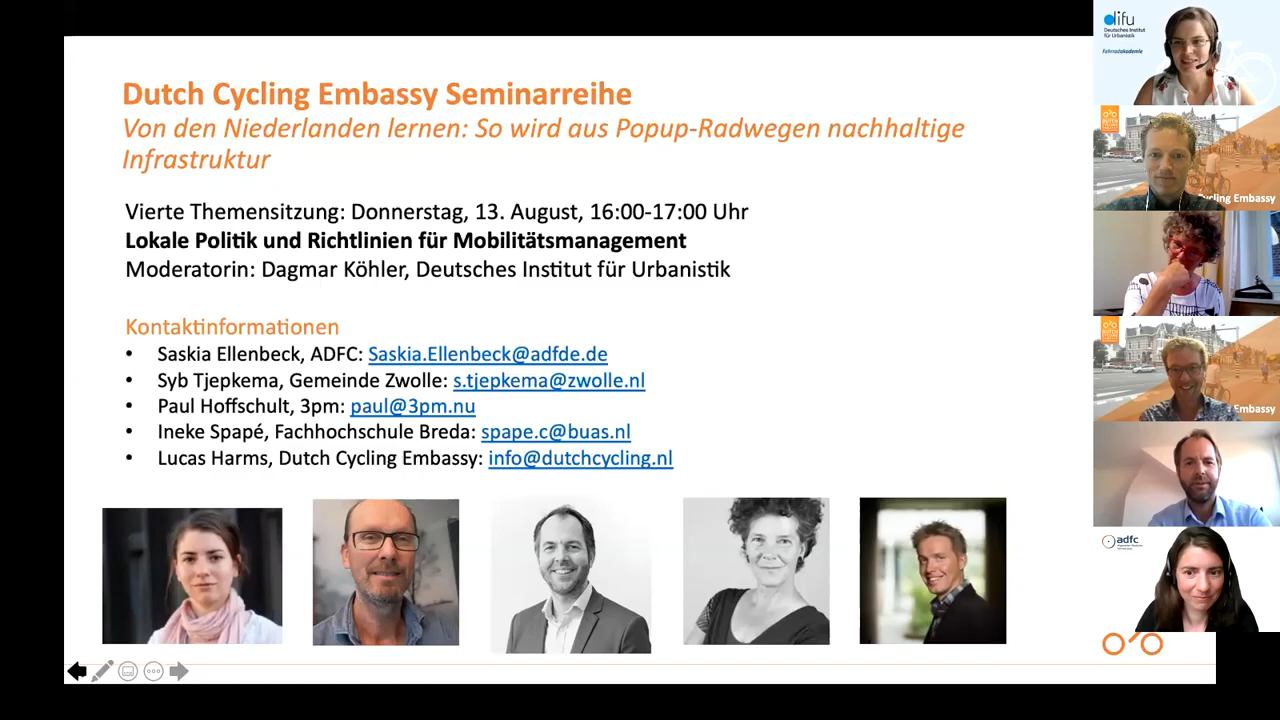 Dutch Cycling Embassy Seminarreihe
Von den Niederlanden lernen: So wird aus Popup-Radwegen nachhaltige
Infrastruktur
Vierte Themensitzung: Donnerstag, 13. August, 16:00-17:00 Uhr
Lokale Politik und Richtlinien für Mobilitätsmanagement
Moderatorin: Dagmar Köhler, Deutsches Institut für Urbanistik
Kontaktinformationen
• Saskia Ellenbeck, ADFC: Saskia.Ellenbeck@adfde.de
• Syb Tjepkema, Gemeinde Zwolle: s.tjepkema@zwolle.nl
• Paul Hoffschult, 3pm: paul@3pm.nu
• Ineke Spapé, Fachhochschule Breda: spape.c@buas.nl
• Lucas Harms, Dutch Cycling Embassy: info@dutchcycling.nl
difu
Deutsches Institut
für Urbanistik
Fahrradakademie
Cycling Embassy
Embassy
adfc